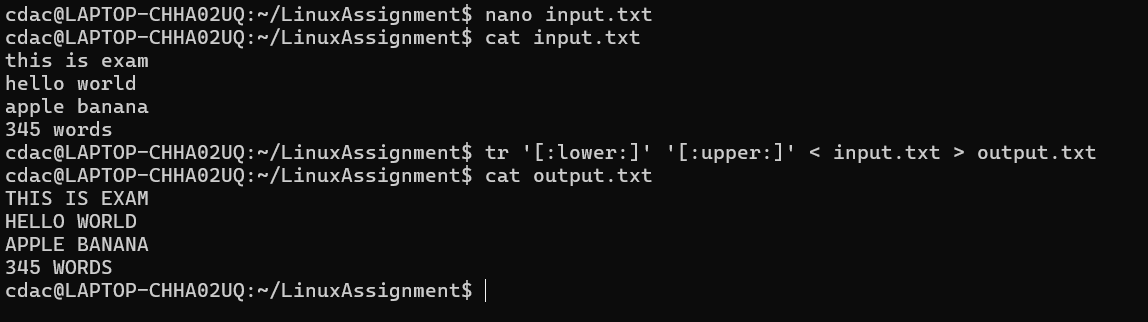 cdac@LAPTOP-CHHA02UQ:~/LinuxAssignment$ nano input.txt
cdac@LAPTOP-CHHA02UQ:~/LinuxAssignment$ cat input.txt
this is exam
hello world
apple banana
345 words
cdac@LAPTOP-CHHA02UQ:~/LinuxAssignment$ tr '[:lower:]' '[:upper:]' < input.txt > output.txt
cdac@LAPTOP-CHHA02UQ:~/LinuxAssignment$ cat output.txt
THIS IS EXAM
HELLO WORLD
APPLE BANANA
345 WORDS
cdac@LAPTOP-CHHA02UQ:~/LinuxAssignment$